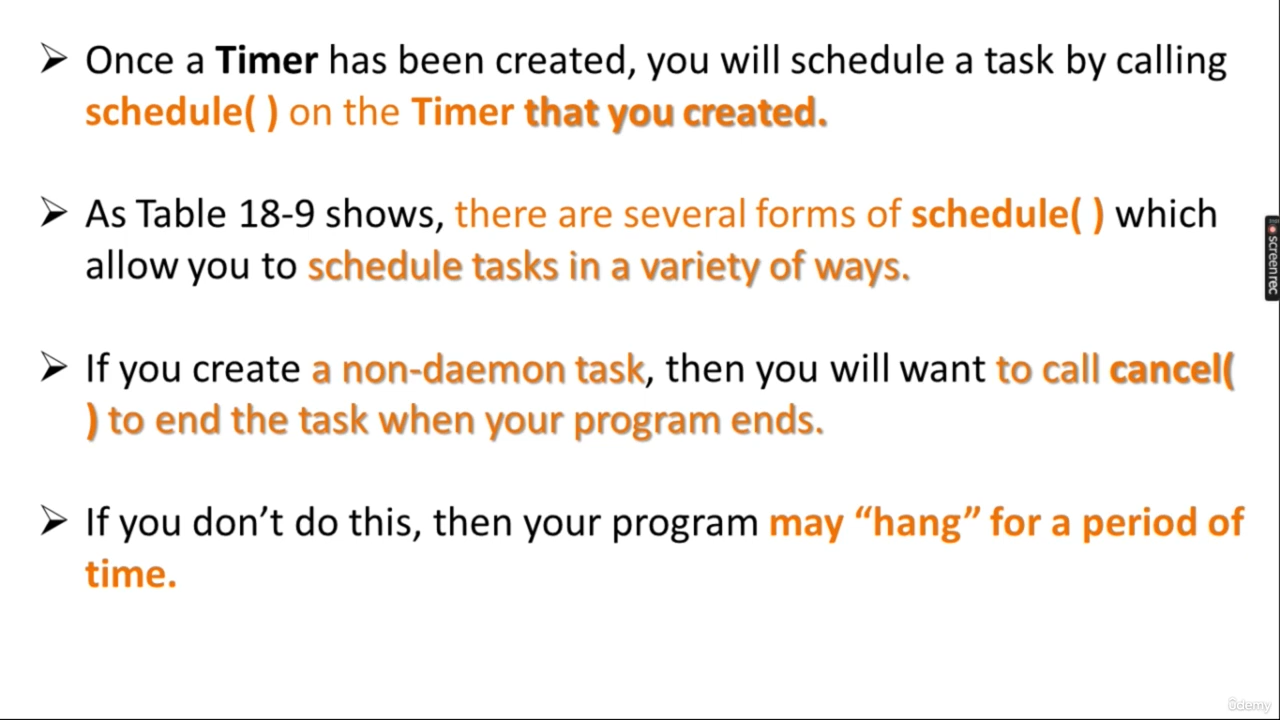 ➢ Once a Timer has been created, you will schedule a task by calling
schedule( ) on the Timer that you created.
➢ As Table 18-9 shows, there are several forms of schedule( ) which
allow you to schedule tasks in a variety of ways.
➢ If you create a non-daemon task, then you will want to call cancel(
) to end the task when your program ends.
➢ If you don’t do this, then your program may “hang” for a period of
time.
screenrec
ûdemy